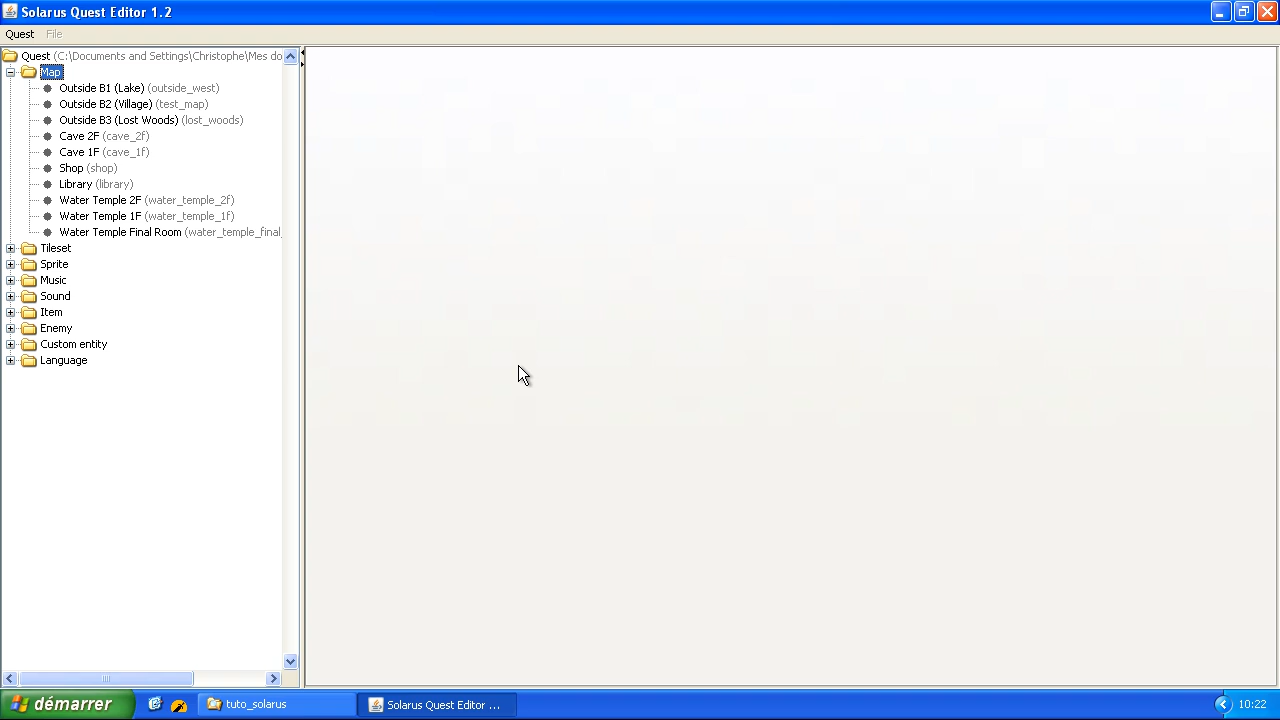 Solarus Quest Editor 1.2
Quest File
Quest (C:\Documents and Settings\Christophe\Mes do
Map
Outside B1 (Lake) (outside_west)
Outside B2 (Village) (test_map)
Outside B3 (Lost Woods) (lost_woods)
Cave 2F (cave_2f)
Cave 1F (cave_1f)
Shop (shop)
Library (library)
Water Temple 2F (water_temple_2f)
Water Temple 1F (water_temple_1f)
Water Temple Final Room (water_temple_final_
Tileset
Sprite
Music
Sound
Item
Enemy
Custom entity
Language
démarrer tuto_solarus Solarus Quest Editor ... 10:22